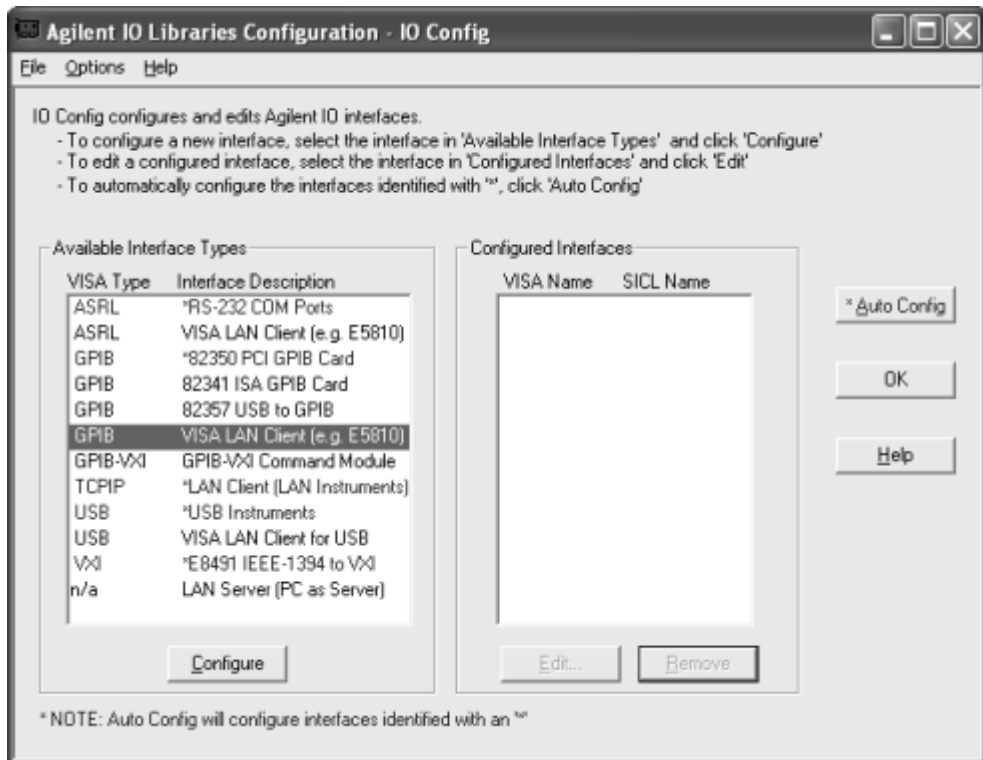 Agilent IO Libraries Configuration - IO Config
File Options Help
IO Config configures and edits Agilent IO interfaces.
- To configure a new interface, select the interface in 'Available Interface Types' and click 'Configure'
- To edit a configured interface, select the interface in 'Configured Interfaces' and click 'Edit'
- To automatically configure the interfaces identified with '*', click 'Auto Config'
Available Interface Types
VISA Type Interface Description
ASRL *RS-232 COM Ports
ASRL VISA LAN Client (e.g. E5810)
GPIB *82350 PCI GPIB Card
GPIB 82341 ISA GPIB Card
GPIB 82357 USB to GPIB
GPIB VISA LAN Client (e.g. E5810)
GPIB-VXI GPIB-VXI Command Module
TCPIP *LAN Client (LAN Instruments)
USB *USB Instruments
USB VISA LAN Client for USB
VXI *E8491 IEEE-1394 to VXI
n/a LAN Server (PC as Server)
Configure
Configured Interfaces
VISA Name SICL Name
Edit... Remove
* Auto Config
OK
Help
* NOTE: Auto Config will configure interfaces identified with an '*'